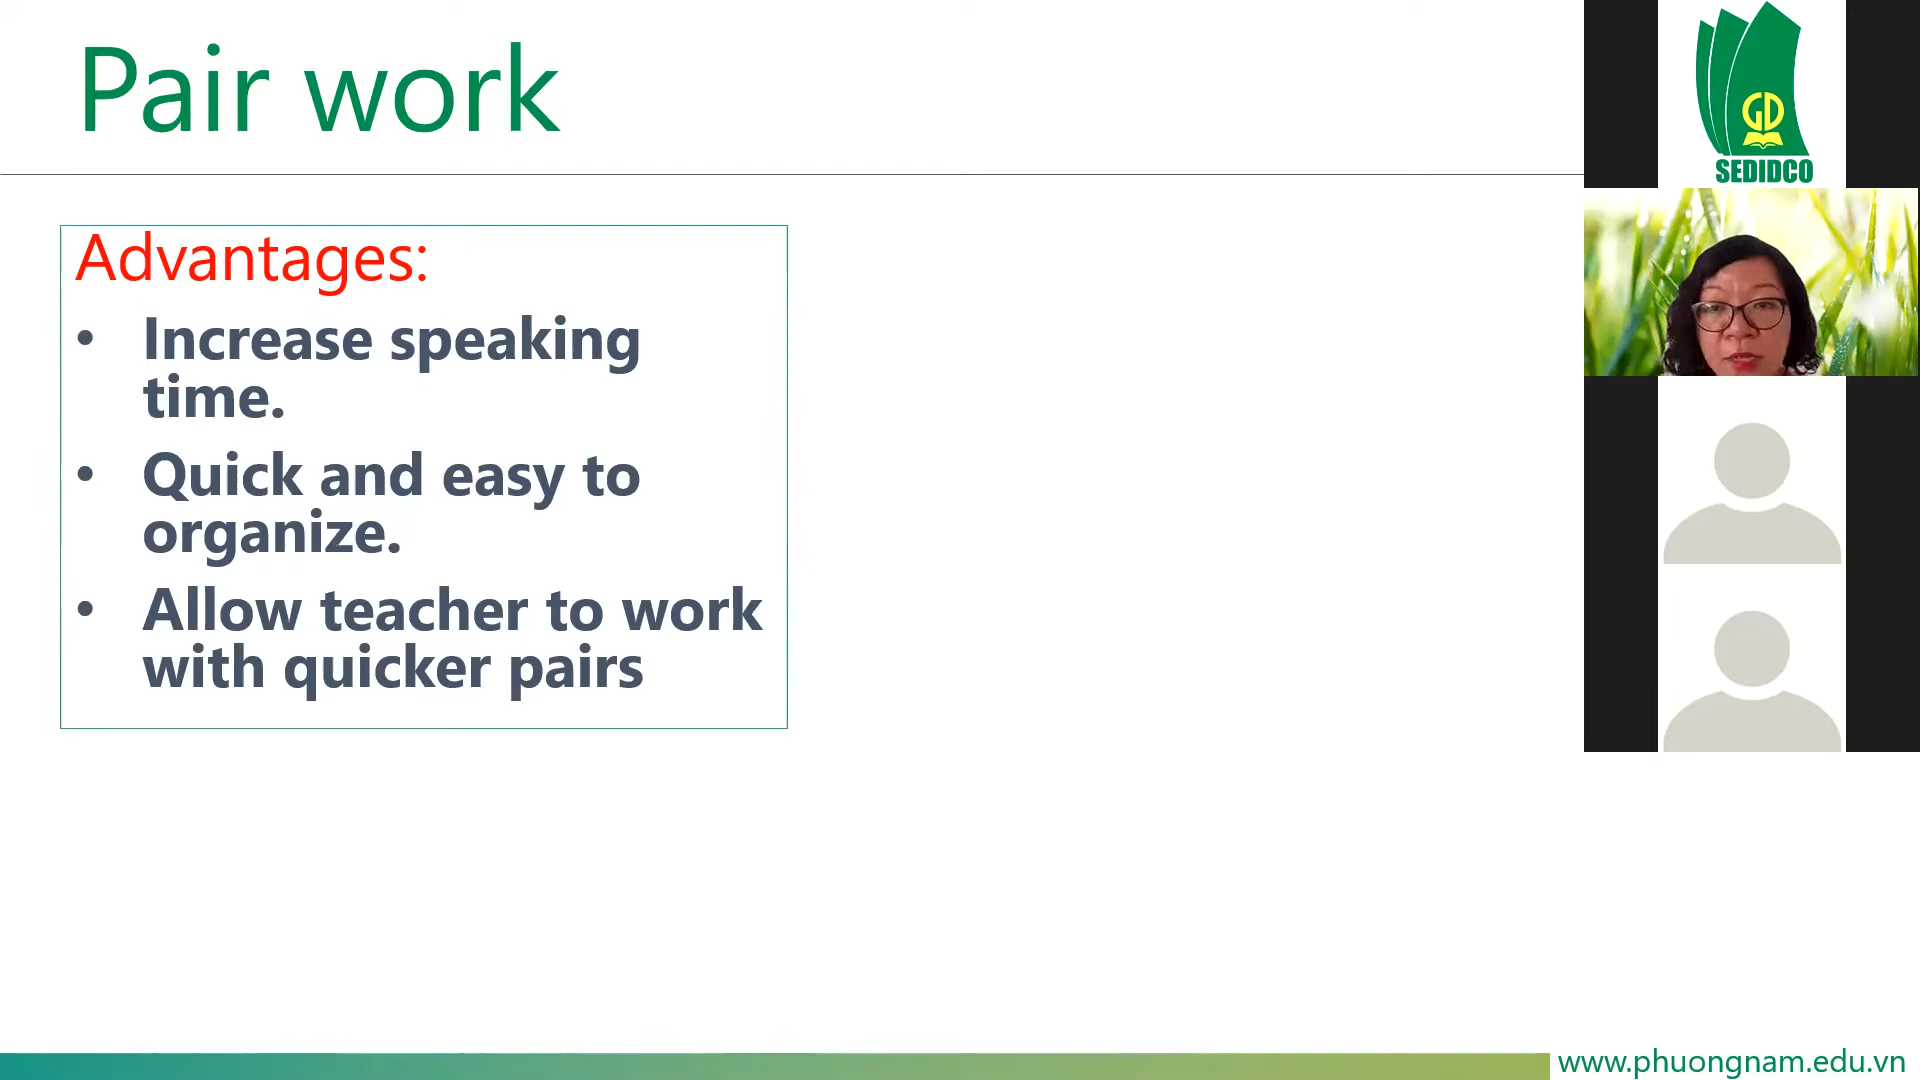 Pair work
Advantages:
• Increase speaking
time.
• Quick and easy to
organize.
• Allow teacher to work
with quicker pairs
GD
SEDIDCO
www.phuongnam.edu.vn